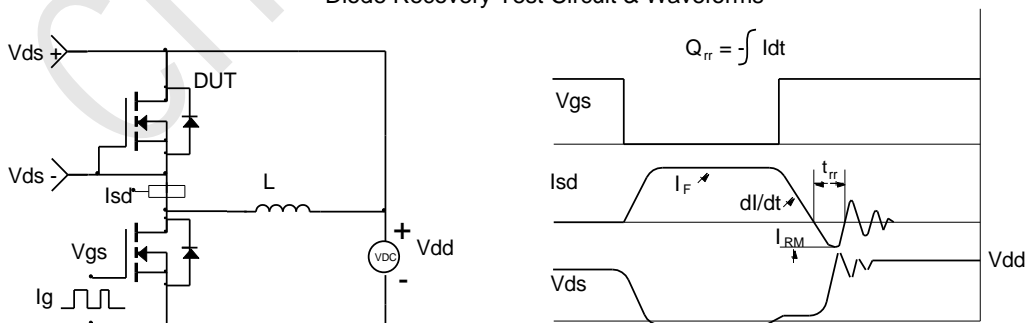 Diode Recovery Test Circuit & Waveforms
Vds +
DUT
Vds -
Isd
L
Vgs
Ig
+
VDC
-
Vdd
Qrr = -∫ Idt
Vgs
Isd
IF
dI/dt
trr
IRM
Vds
Vdd